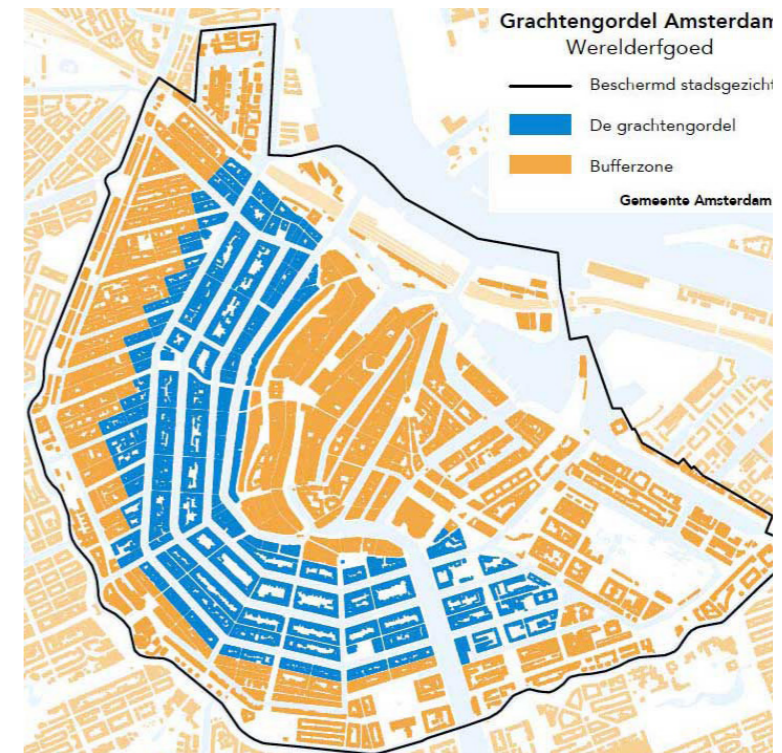 Grachtengordel Amsterdam
Werelderfgoed
Beschermd stadsgezicht
De grachtengordel
Bufferzone
Gemeente Amsterdam